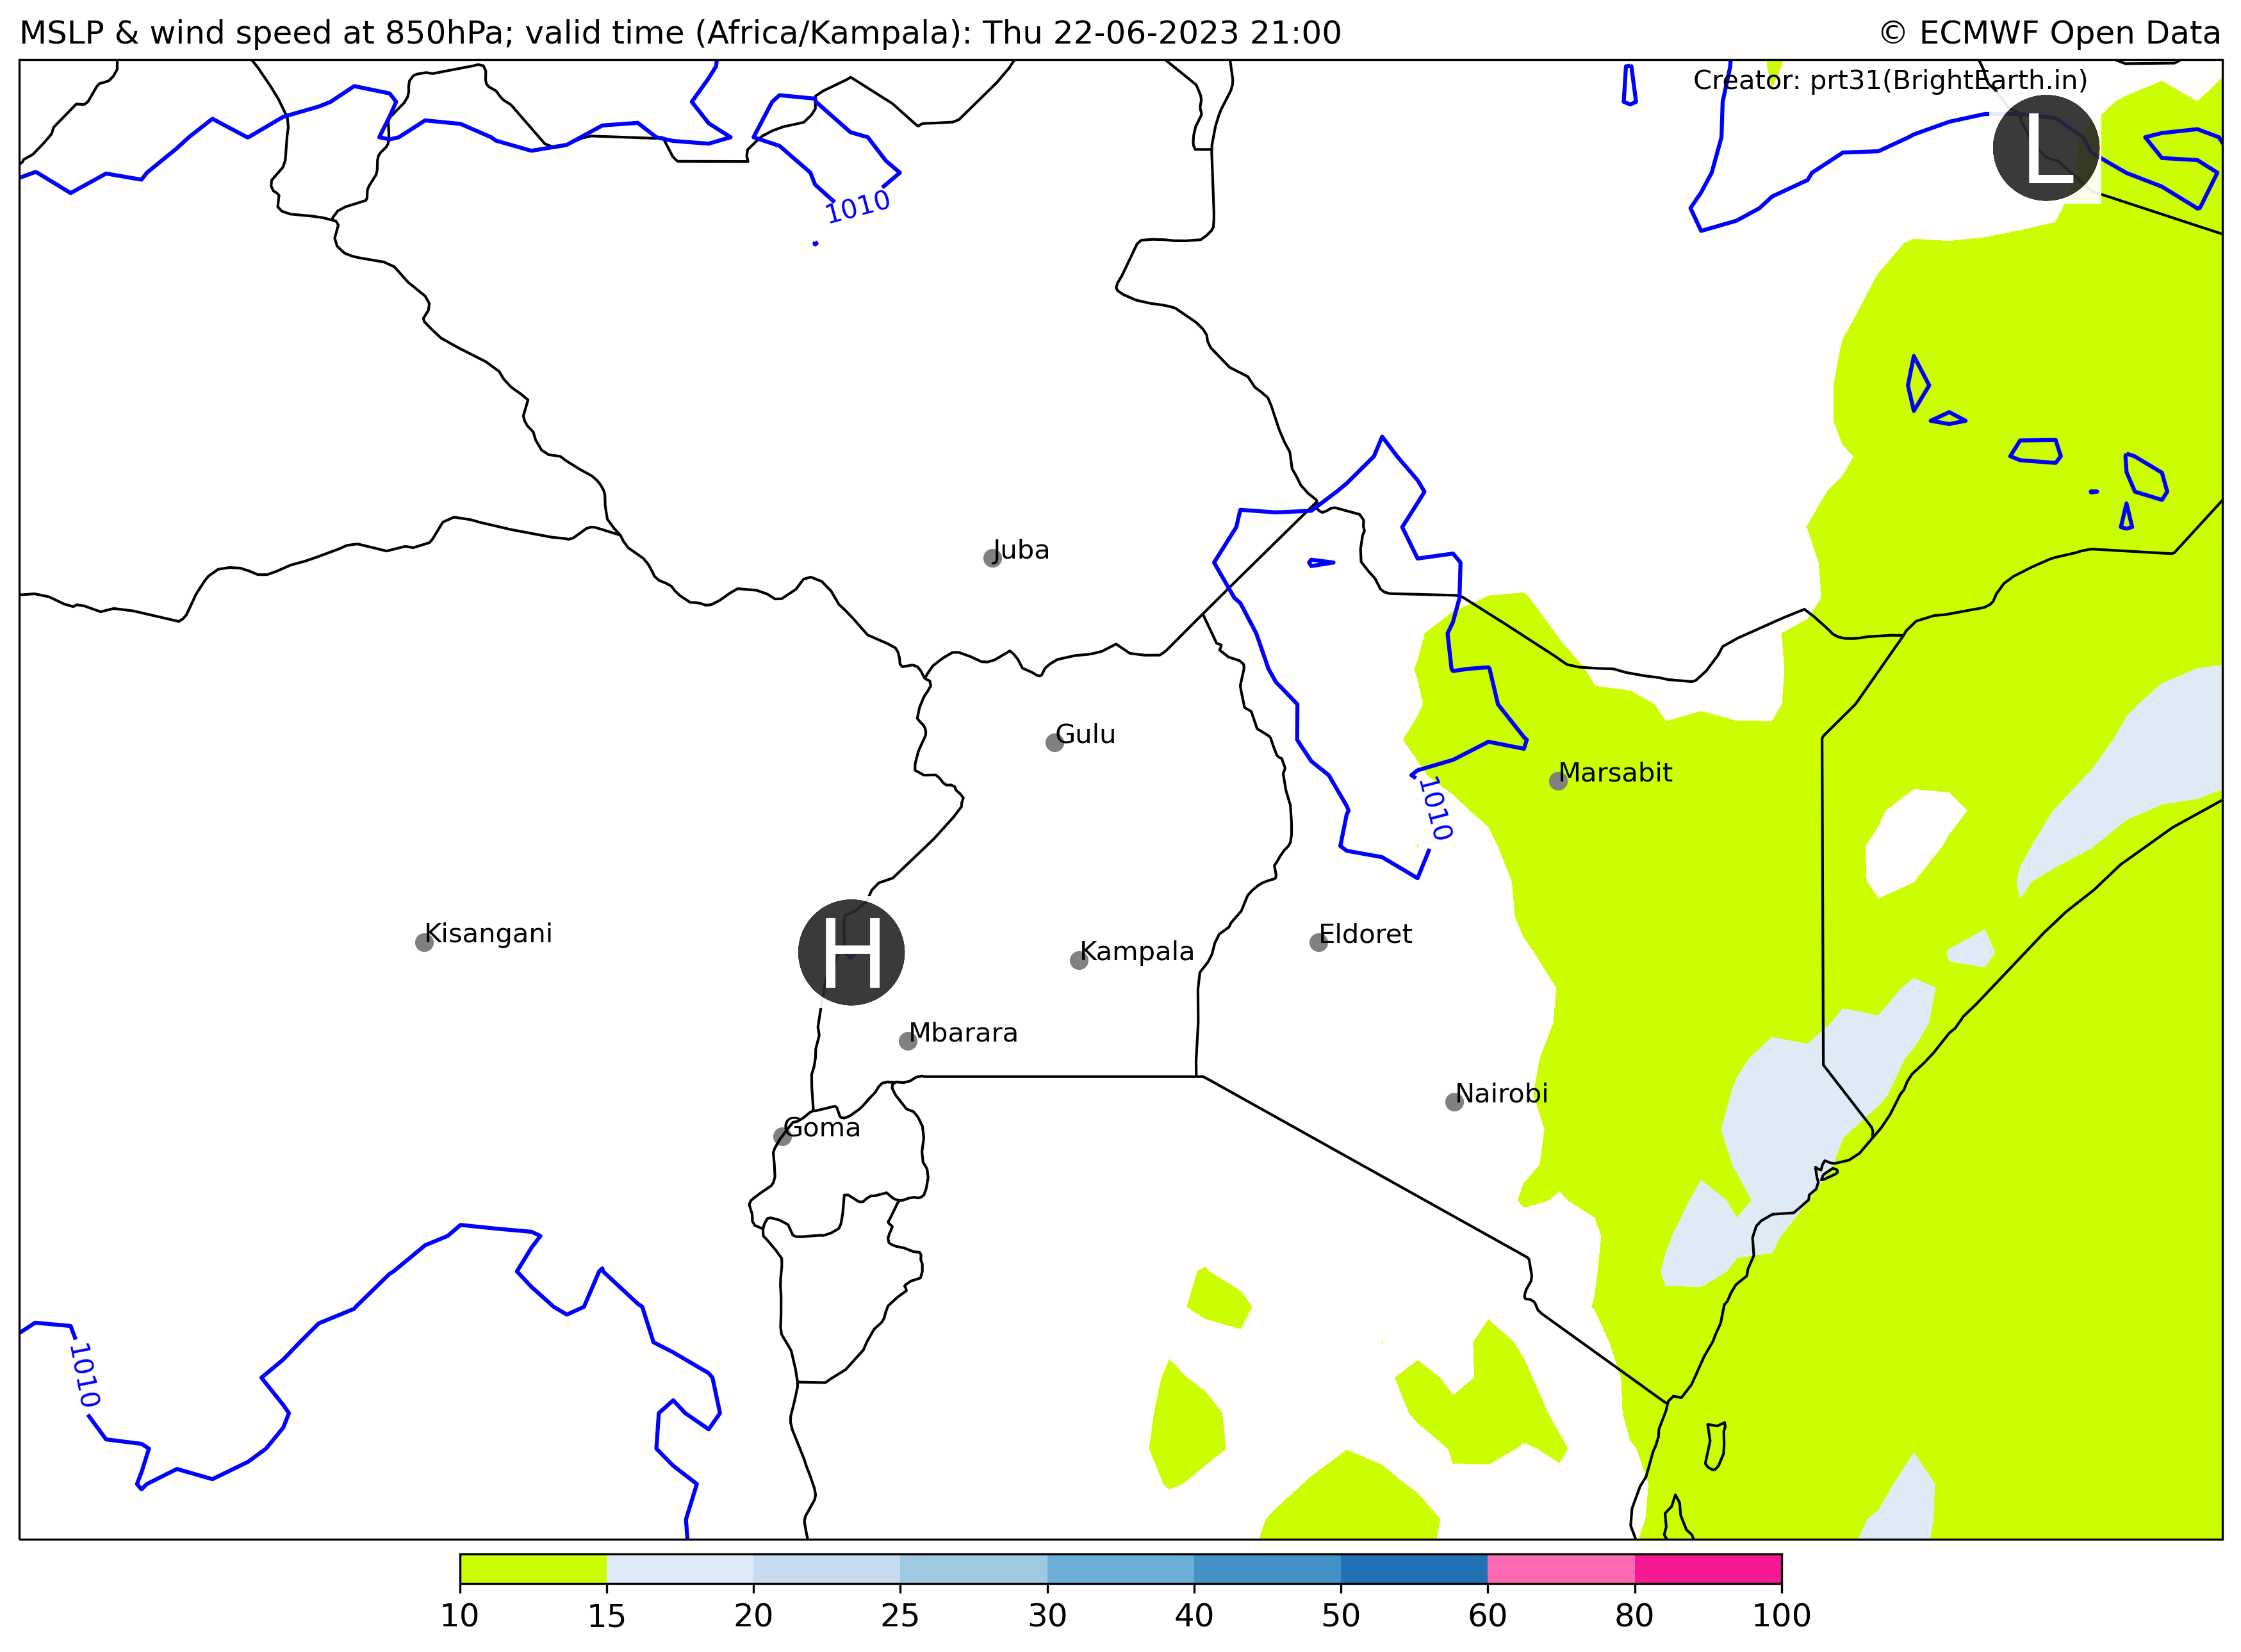 MSLP & wind speed at 850hPa; valid time (Africa/Kampala): Thu 22-06-2023 21:00
© ECMWF Open Data
Creator: prt31(BrightEarth.in)
L
1010
Juba
Gulu
Marsabit
1010
Kisangani
H
Kampala
Eldoret
Mbarara
Nairobi
Goma
1010
10 15 20 25 30 40 50 60 80 100